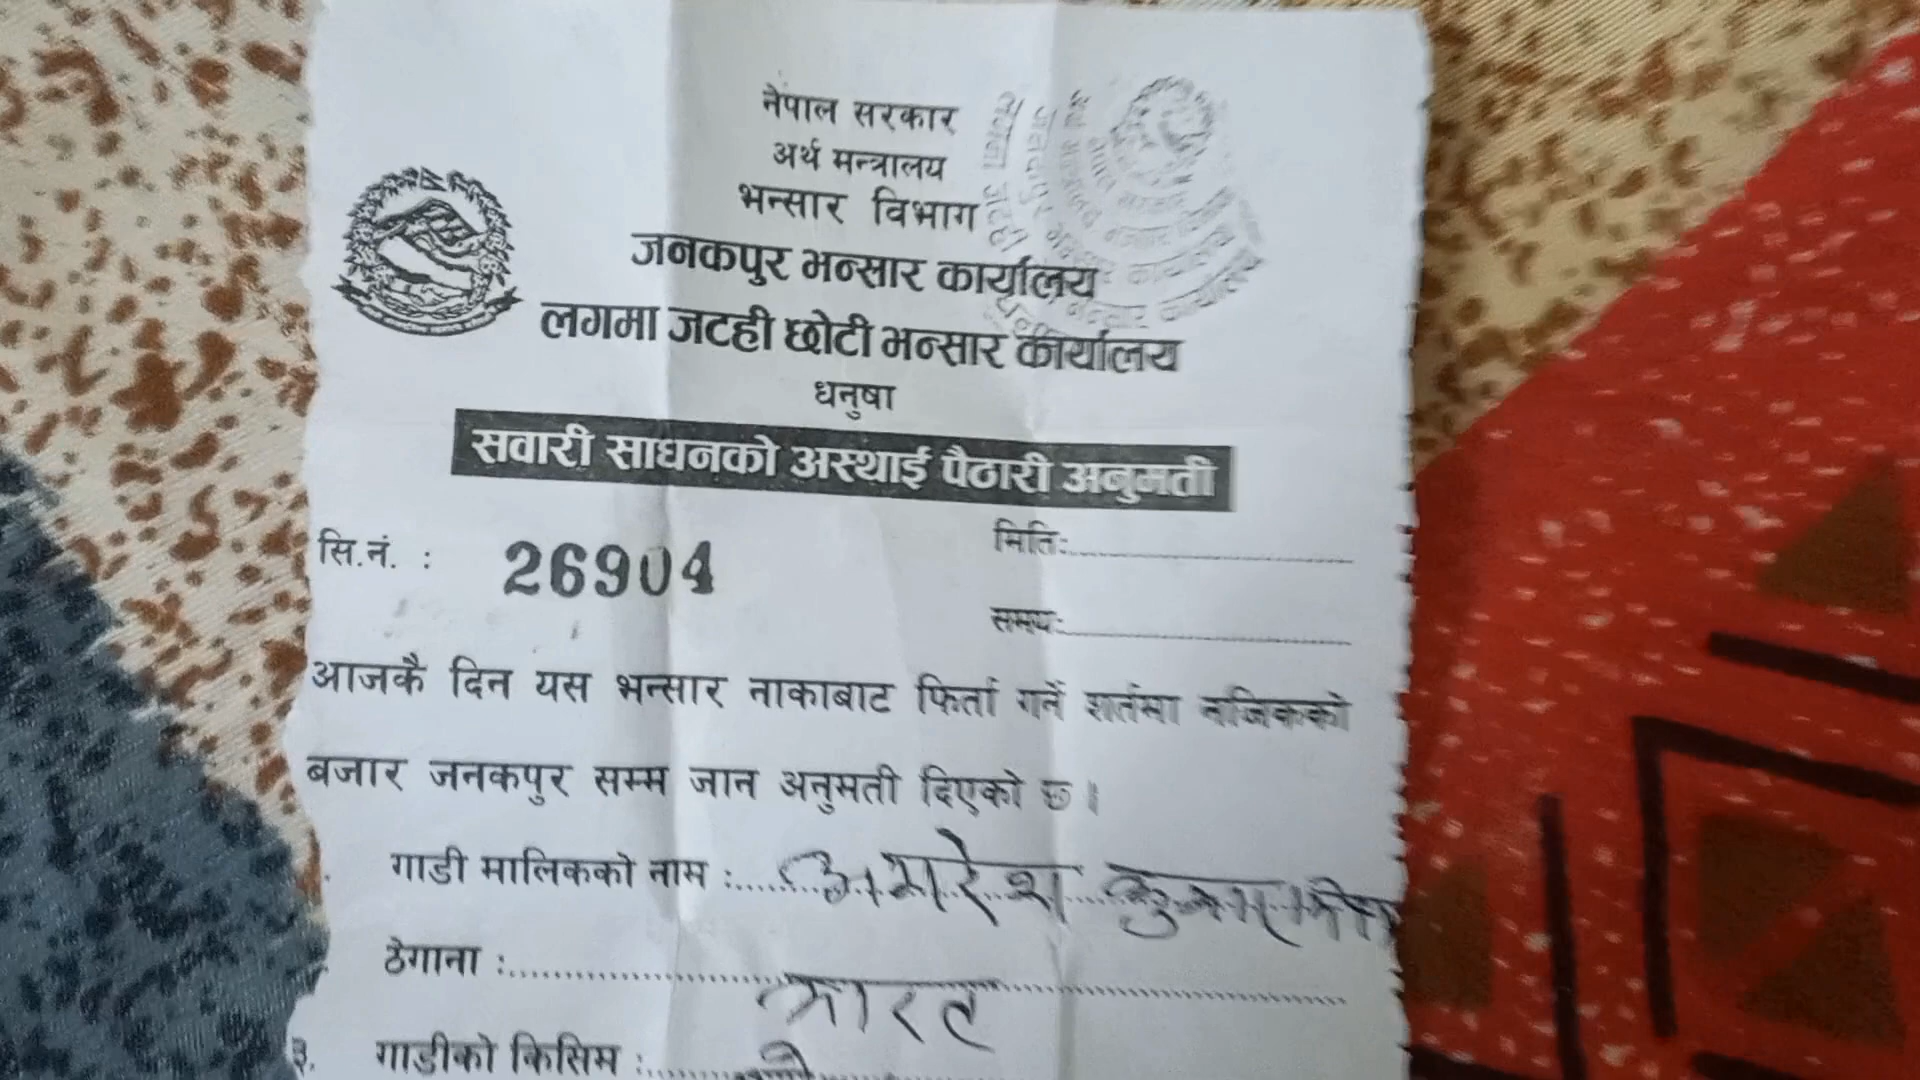 नेपाल सरकार
अर्थ मन्त्रालय
भन्सार विभाग
जनकपुर भन्सार कार्यालय
लगमा जटही छोटी भन्सार कार्यालय
धनुषा
सवारी साधनको अस्थाई पैठारी अनुमती
सि.नं. : 26904
मितिः
समयः
आजकै दिन यस भन्सार नाकाबाट फिर्ता गर्ने शर्तमा नजिकको
बजार जनकपुर सम्म जान अनुमती दिएको छ ।
गाडी मालिकको नाम : अमरेश कुमार
ठेगाना : भारत
३. गाडीको किसिम :